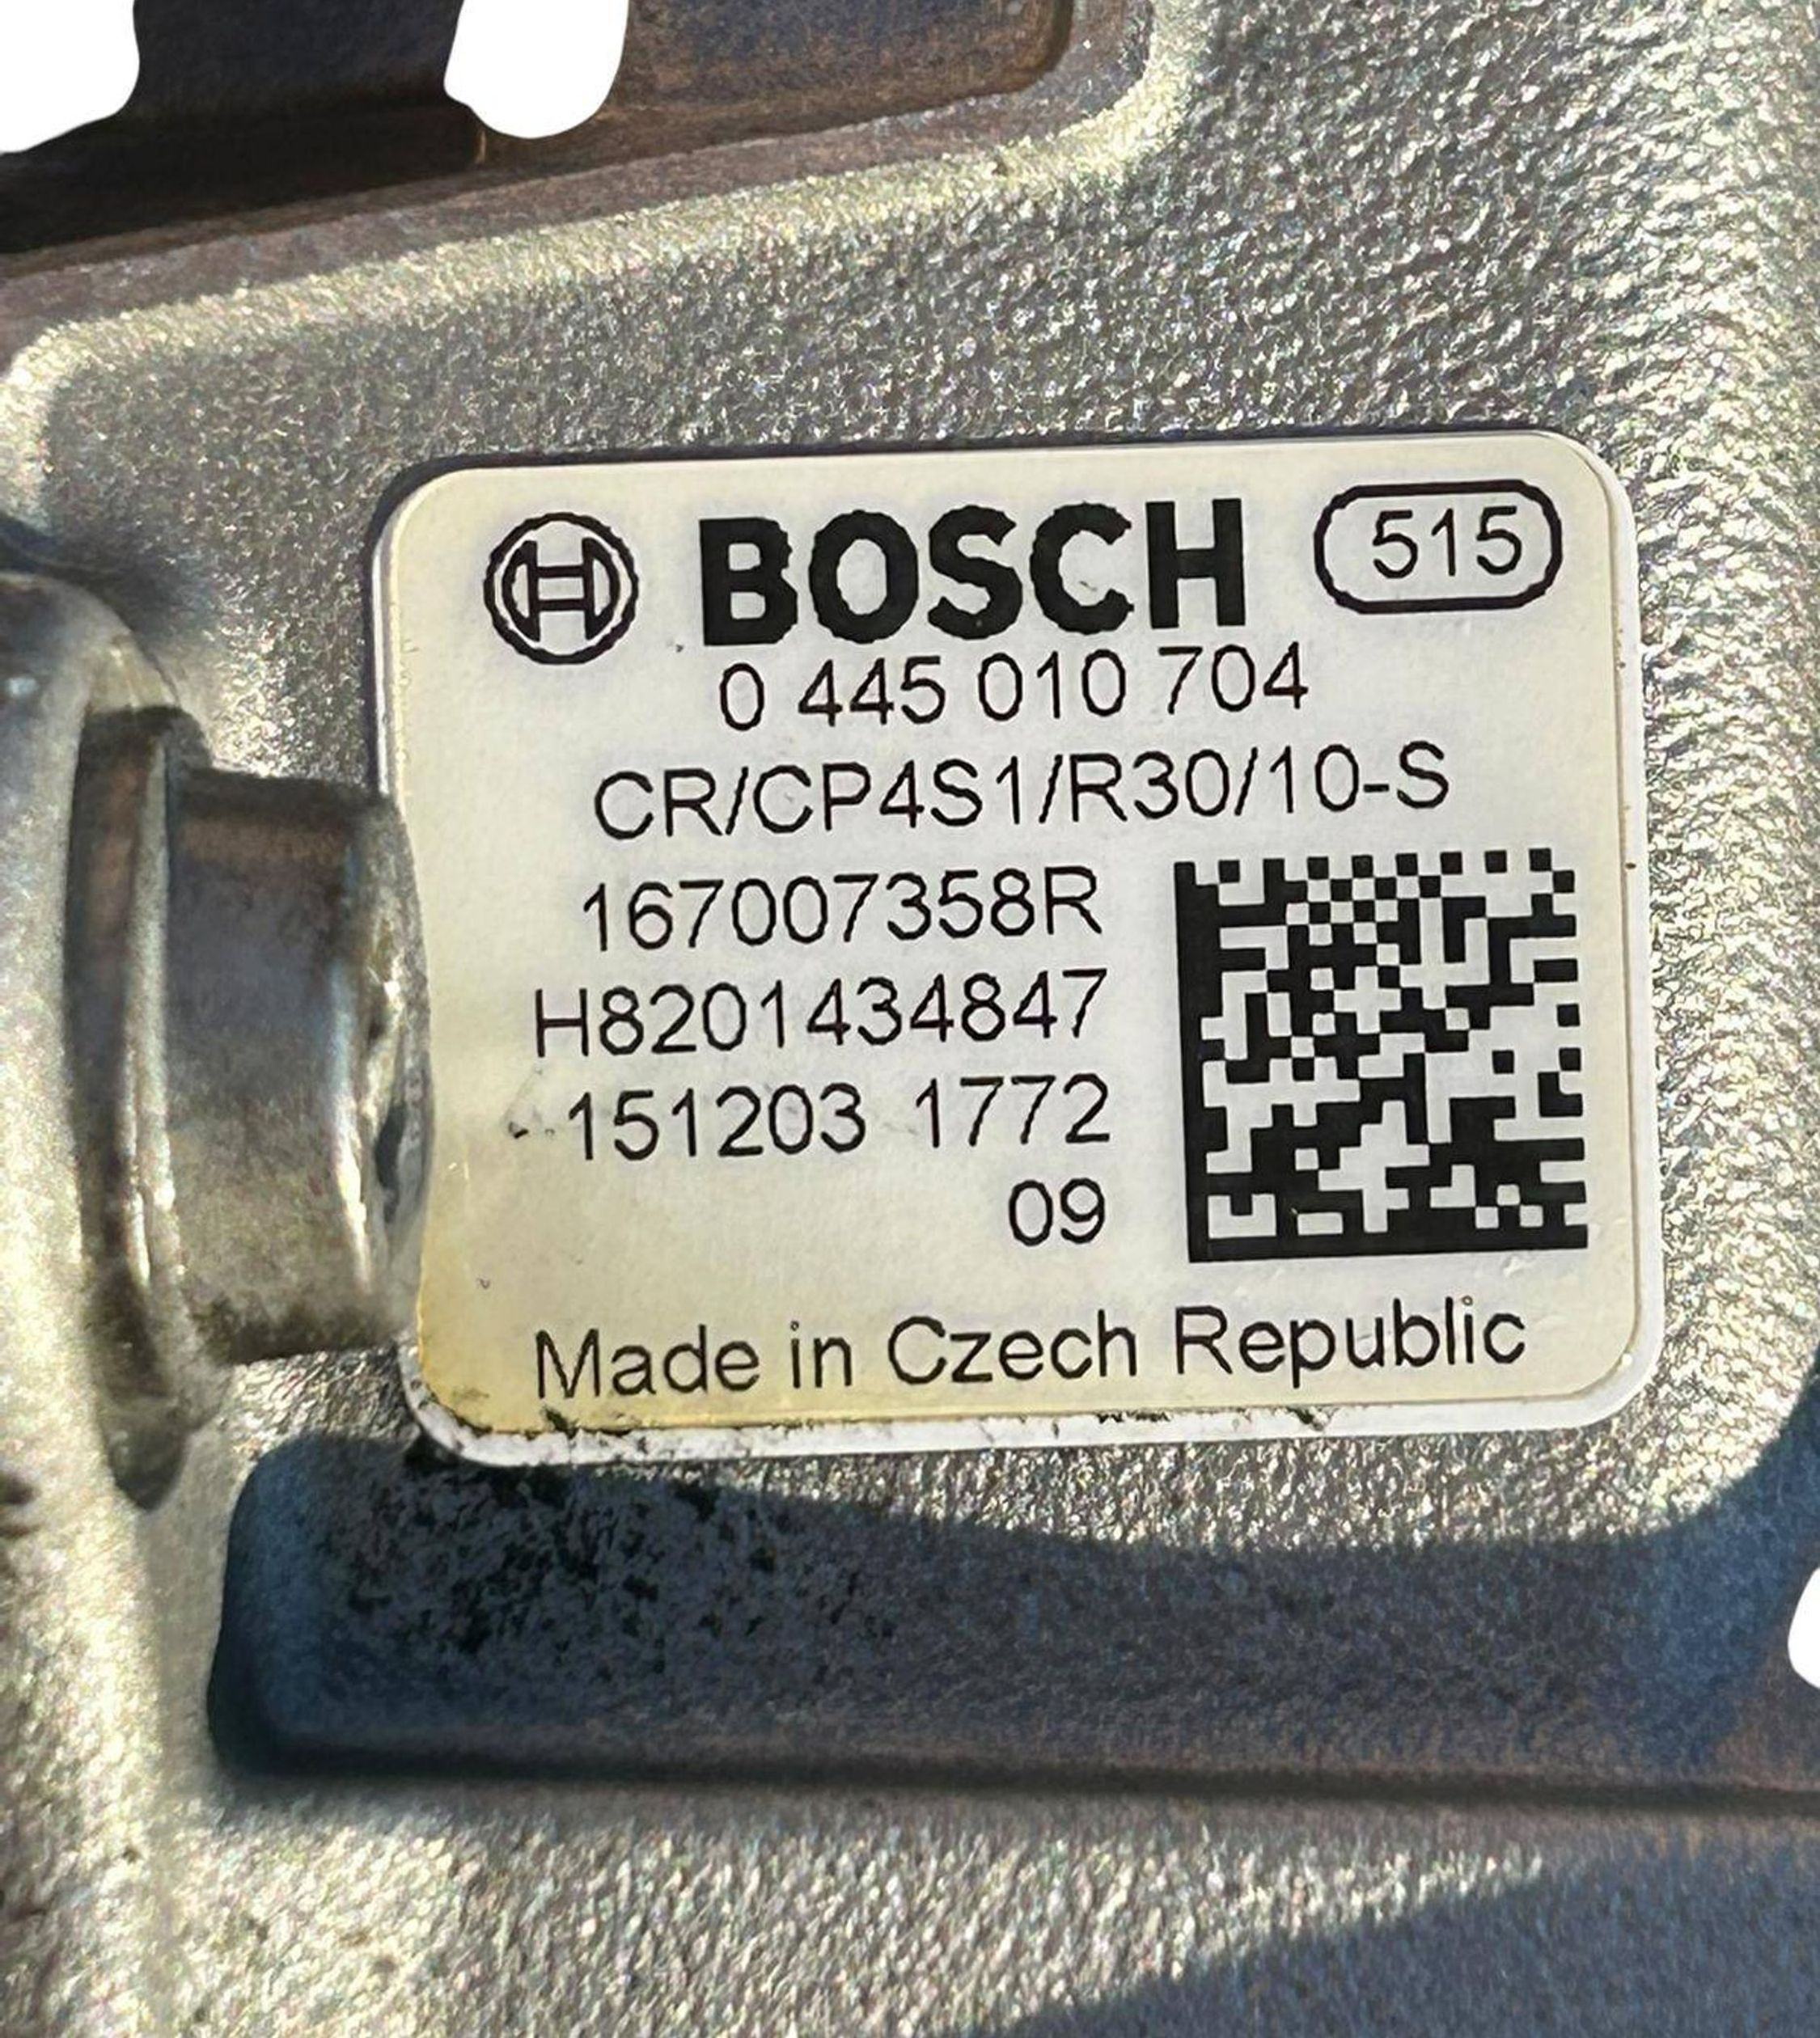 BOSCH 515
0 445 010 704
CR/CP4S1/R30/10-S
167007358R
H8201434847
151203 1772
09
Made in Czech Republic